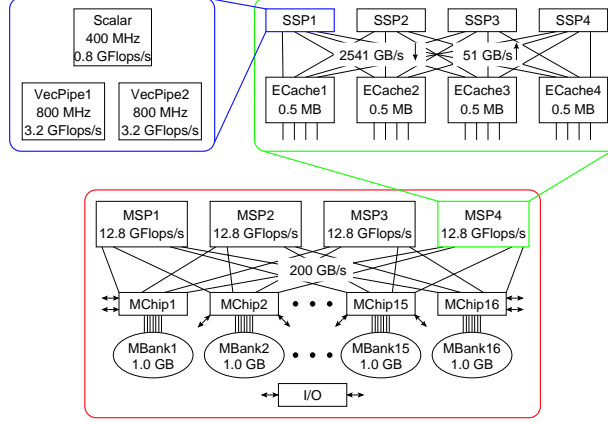 Scalar
400 MHz
0.8 GFlops/s
VecPipe1
800 MHz
3.2 GFlops/s
VecPipe2
800 MHz
3.2 GFlops/s
SSP1
SSP2
SSP3
SSP4
2541 GB/s
51 GB/s
ECache1
0.5 MB
ECache2
0.5 MB
ECache3
0.5 MB
ECache4
0.5 MB
MSP1
12.8 GFlops/s
MSP2
12.8 GFlops/s
MSP3
12.8 GFlops/s
MSP4
12.8 GFlops/s
200 GB/s
MChip1
MChip2
MChip15
MChip16
MBank1
1.0 GB
MBank2
1.0 GB
MBank15
1.0 GB
MBank16
1.0 GB
I/O